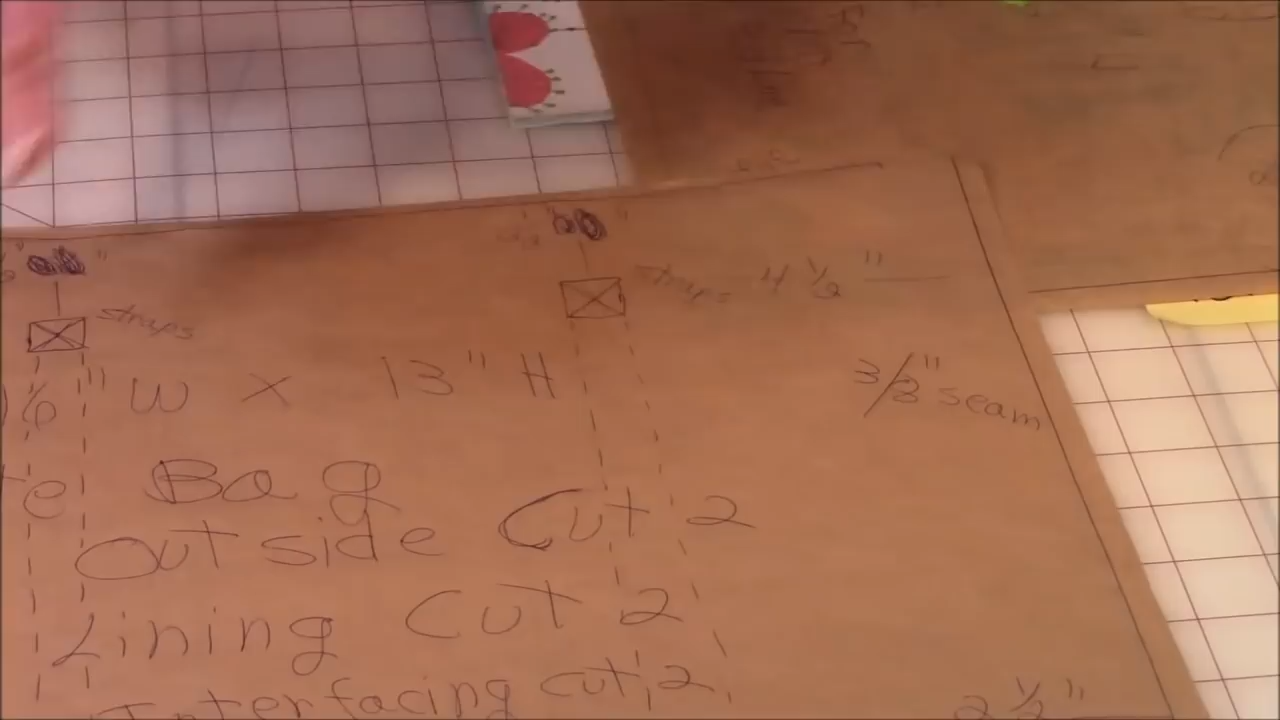 straps
straps 4 1/2"
"W x 13" H
3/8" seam
Bag
Outside Cut 2
Lining Cut 2
Interfacing cut 2
2 1/2"